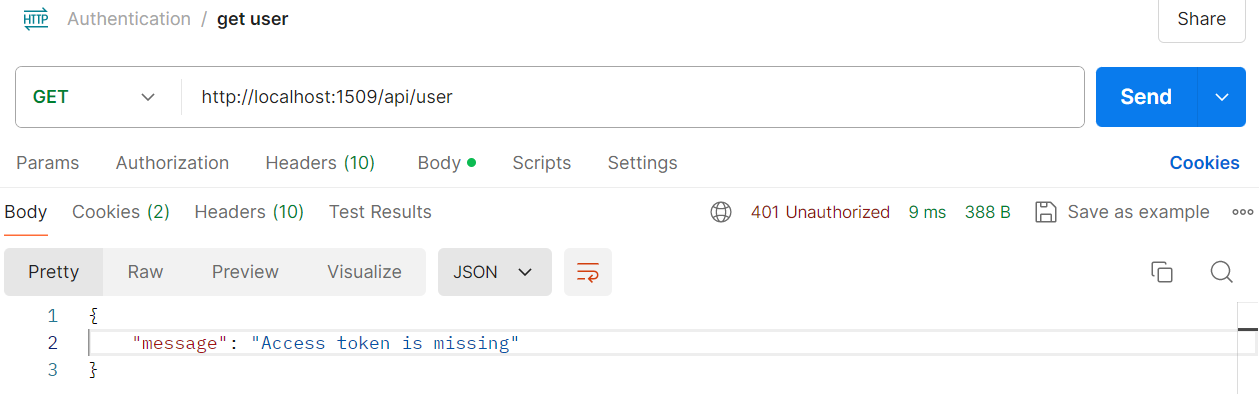 HTTP Authentication / get user Share
GET http://localhost:1509/api/user Send
Params Authorization Headers (10) Body Scripts Settings Cookies
Body Cookies (2) Headers (10) Test Results 401 Unauthorized 9 ms 388 B Save as example
Pretty Raw Preview Visualize JSON
1 {
2 "message": "Access token is missing"
3 }